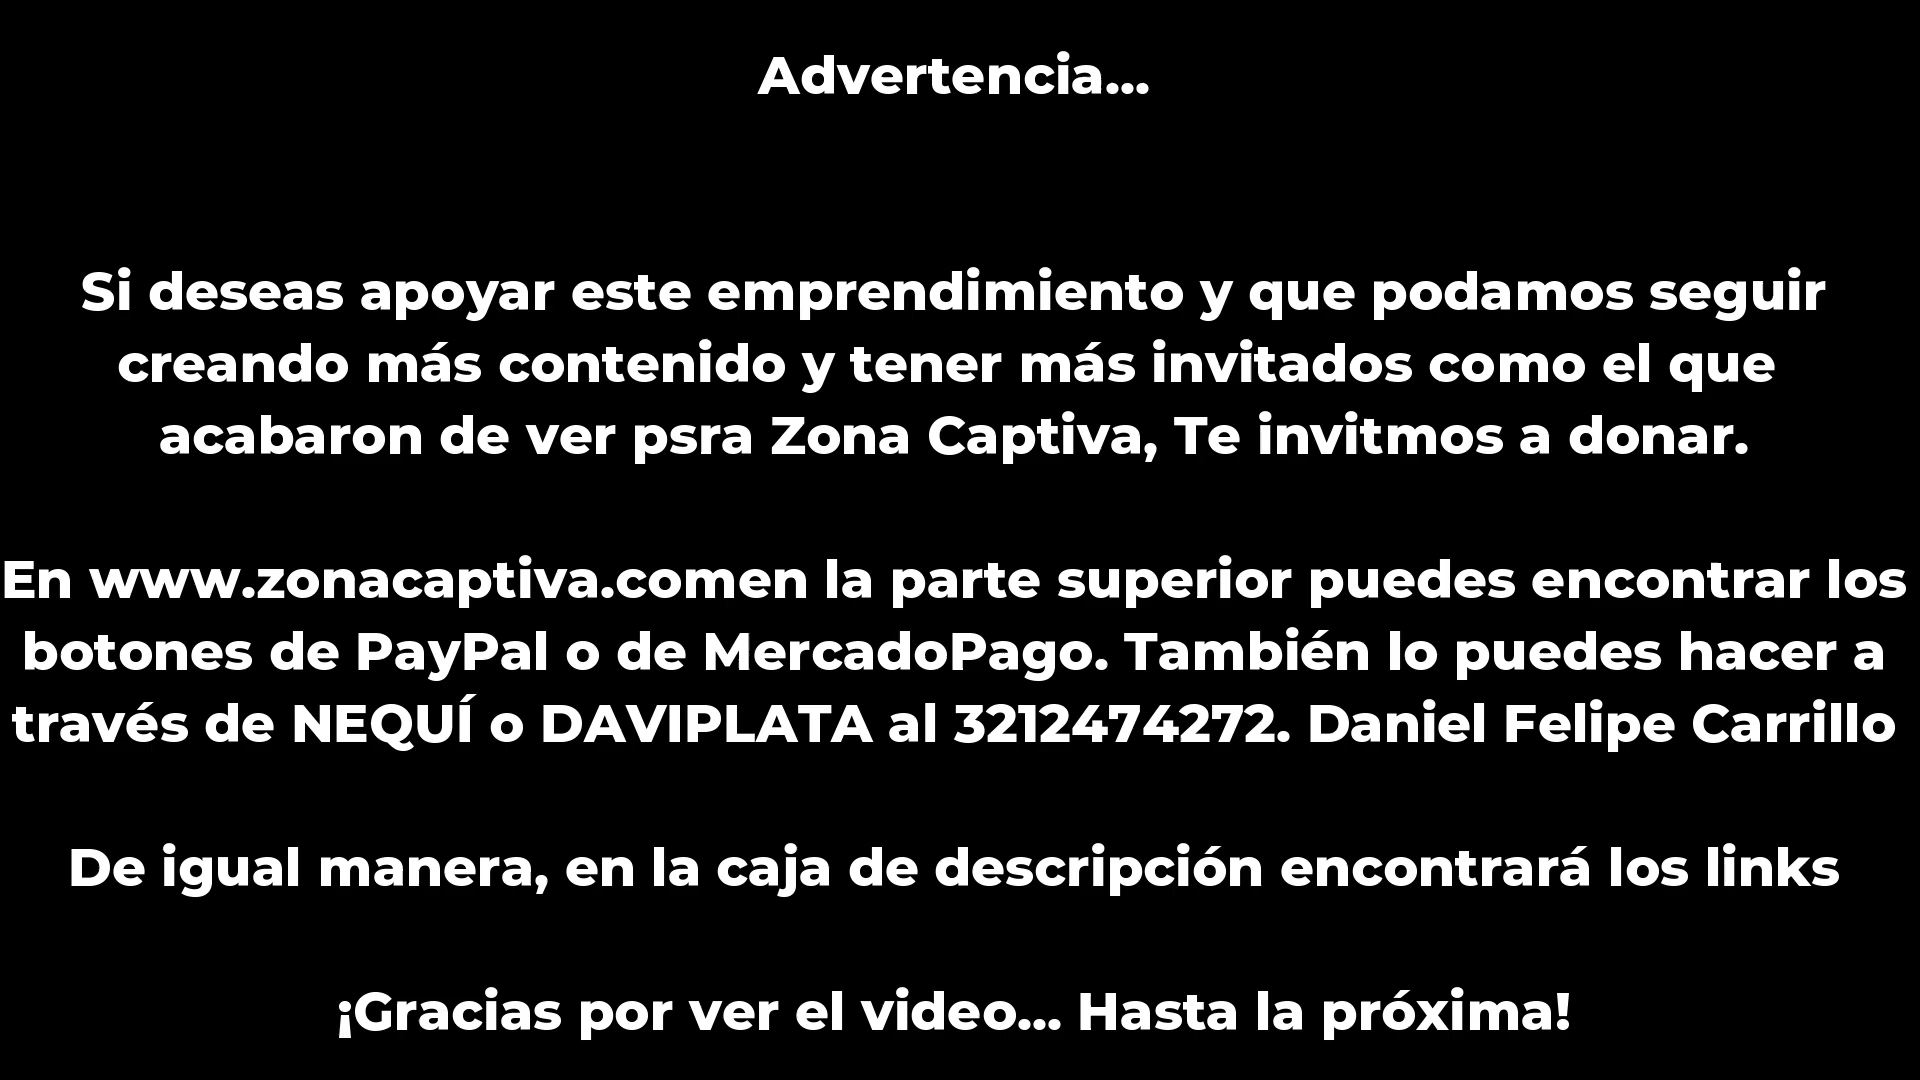 Advertencia...
Si deseas apoyar este emprendimiento y que podamos seguir
creando más contenido y tener más invitados como el que
acabaron de ver psra Zona Captiva, Te invitmos a donar.
En www.zonacaptiva.comen la parte superior puedes encontrar los
botones de PayPal o de MercadoPago. También lo puedes hacer a
través de NEQUÍ o DAVIPLATA al 3212474272. Daniel Felipe Carrillo
De igual manera, en la caja de descripción encontrará los links
¡Gracias por ver el video... Hasta la próxima!